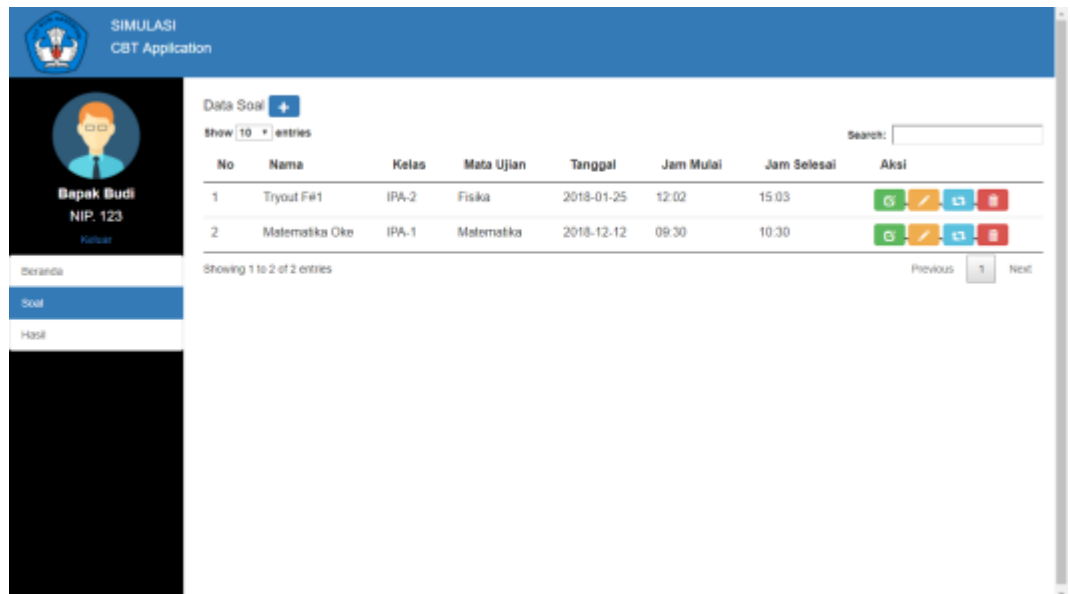 SIMULASI
CBT Application
Bapak Budi
NIP. 123
Keluar
Beranda
Soal
Hasil
Data Soal
Show 10 entries
Search:
No Nama Kelas Mata Ujian Tanggal Jam Mulai Jam Selesai Aksi
1 Tryout F#1 IPA-2 Fisika 2018-01-25 12:02 15:03
2 Matematika Oke IPA-1 Matematika 2018-12-12 09:30 10:30
Showing 1 to 2 of 2 entries
Previous 1 Next